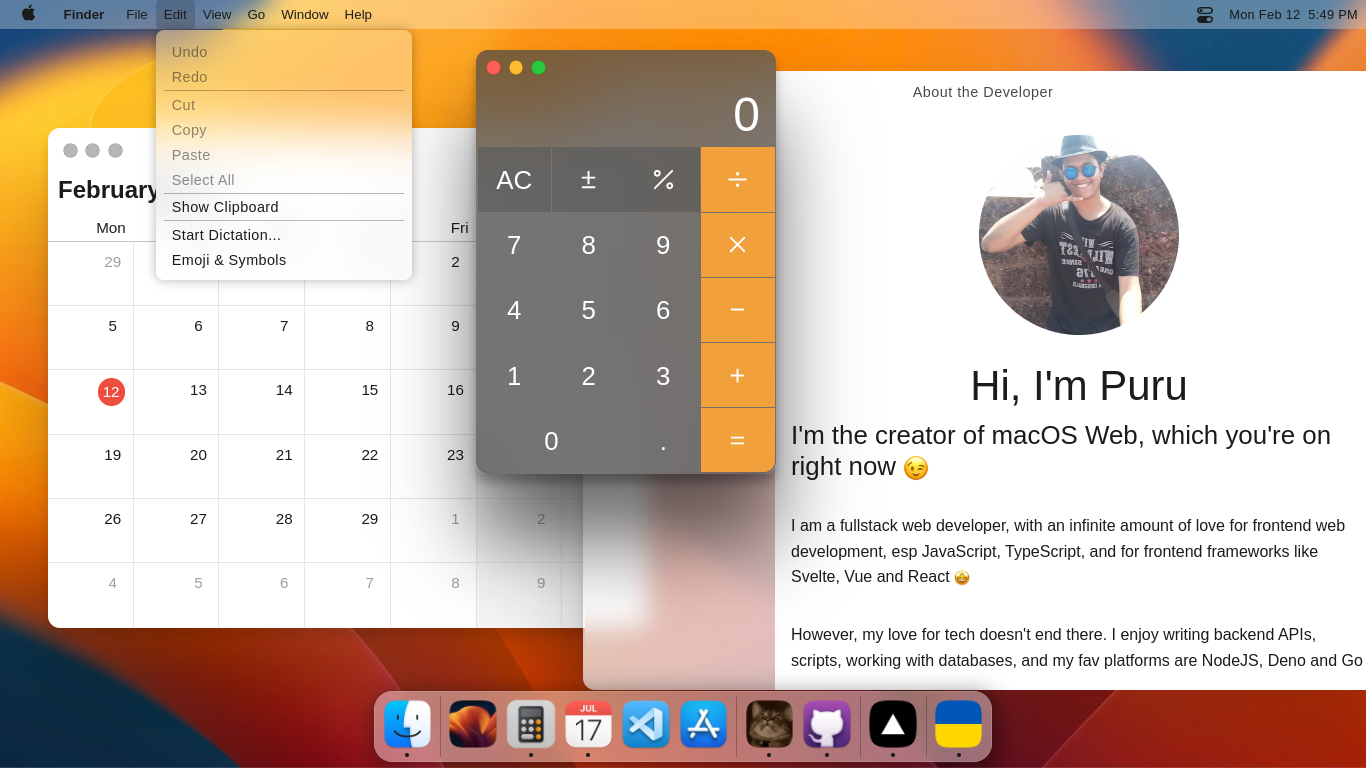 Finder File Edit View Go Window Help Mon Feb 12 5:49 PM
Undo
Redo
Cut
Copy
Paste
Select All
Show Clipboard
Start Dictation...
Emoji & Symbols
February
Mon Fri
29 2
5 6 7 8 9
12 13 14 15 16
19 20 21 22 23
26 27 28 29 1 2
4 5 6 7 8 9
0
AC ± % ÷
7 8 9 ×
4 5 6 −
1 2 3 +
0 . =
About the Developer
Hi, I'm Puru
I'm the creator of macOS Web, which you're on
right now 😉
I am a fullstack web developer, with an infinite amount of love for frontend web
development, esp JavaScript, TypeScript, and for frontend frameworks like
Svelte, Vue and React 🤩
However, my love for tech doesn't end there. I enjoy writing backend APIs,
scripts, working with databases, and my fav platforms are NodeJS, Deno and Go
JUL
17